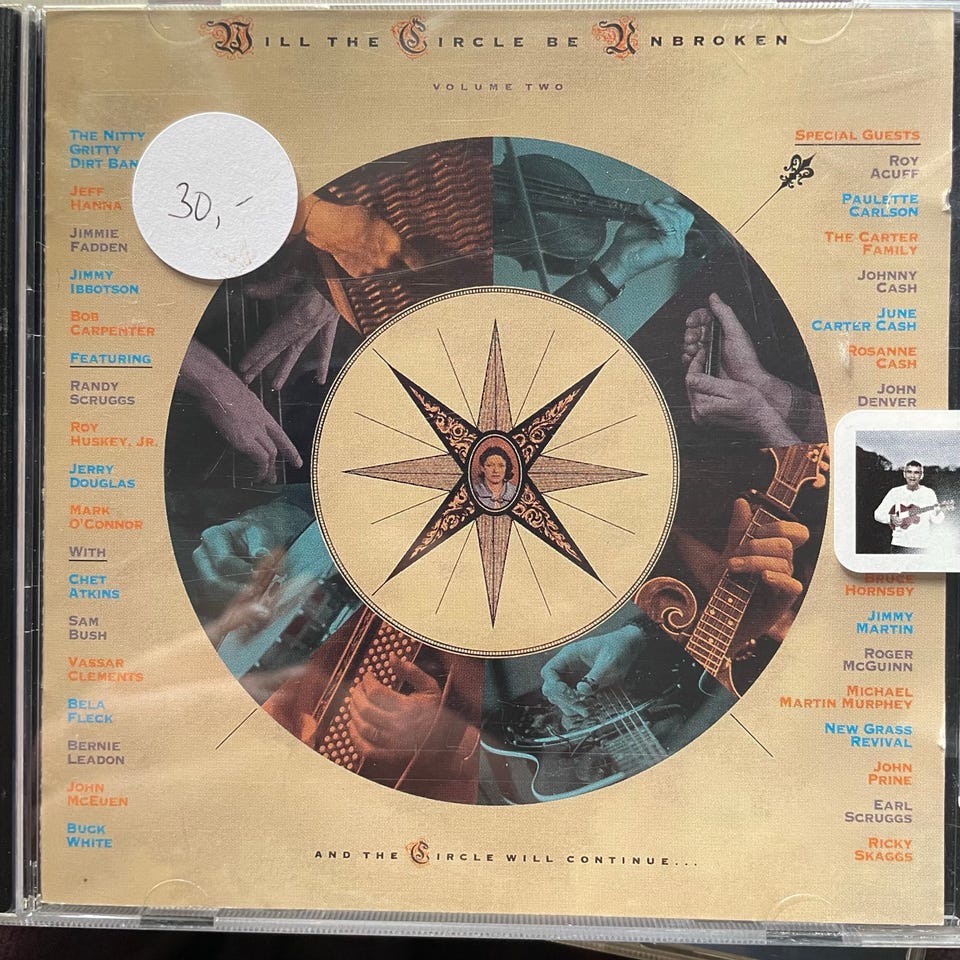 WILL THE CIRCLE BE UNBROKEN
VOLUME TWO
THE NITTY
GRITTY
DIRT BAN
JEFF
HANNA
JIMMIE
FADDEN
JIMMY
IBBOTSON
BOB
CARPENTER
FEATURING
RANDY
SCRUGGS
ROY
HUSKEY, JR.
JERRY
DOUGLAS
MARK
O'CONNOR
WITH
CHET
ATKINS
SAM
BUSH
VASSAR
CLEMENTS
BELA
FLECK
BERNIE
LEADON
JOHN
MCEUEN
BUCK
WHITE
30,-
SPECIAL GUESTS
ROY
ACUFF
PAULETTE
CARLSON
THE CARTER
FAMILY
JOHNNY
CASH
JUNE
CARTER CASH
ROSANNE
CASH
JOHN
DENVER
BRUCE
HORNSBY
JIMMY
MARTIN
ROGER
MCGUINN
MICHAEL
MARTIN MURPHEY
NEW GRASS
REVIVAL
JOHN
PRINE
EARL
SCRUGGS
RICKY
SKAGGS
AND THE CIRCLE WILL CONTINUE...